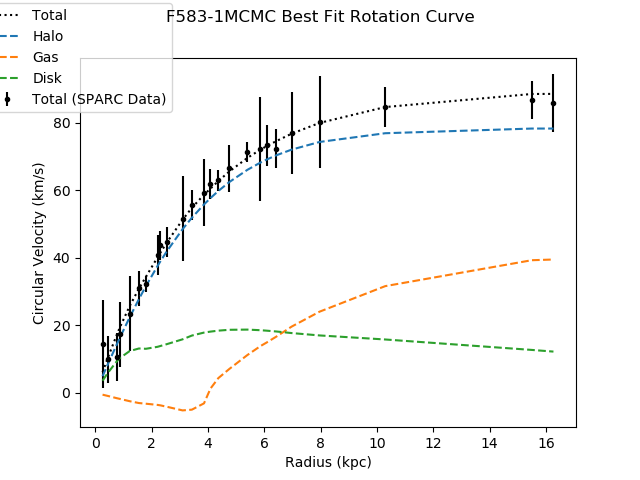 F583-1MCMC Best Fit Rotation Curve
Total
Halo
Gas
Disk
Total (SPARC Data)
Circular Velocity (km/s)
80
60
40
20
0
0 2 4 6 8 10 12 14 16
Radius (kpc)